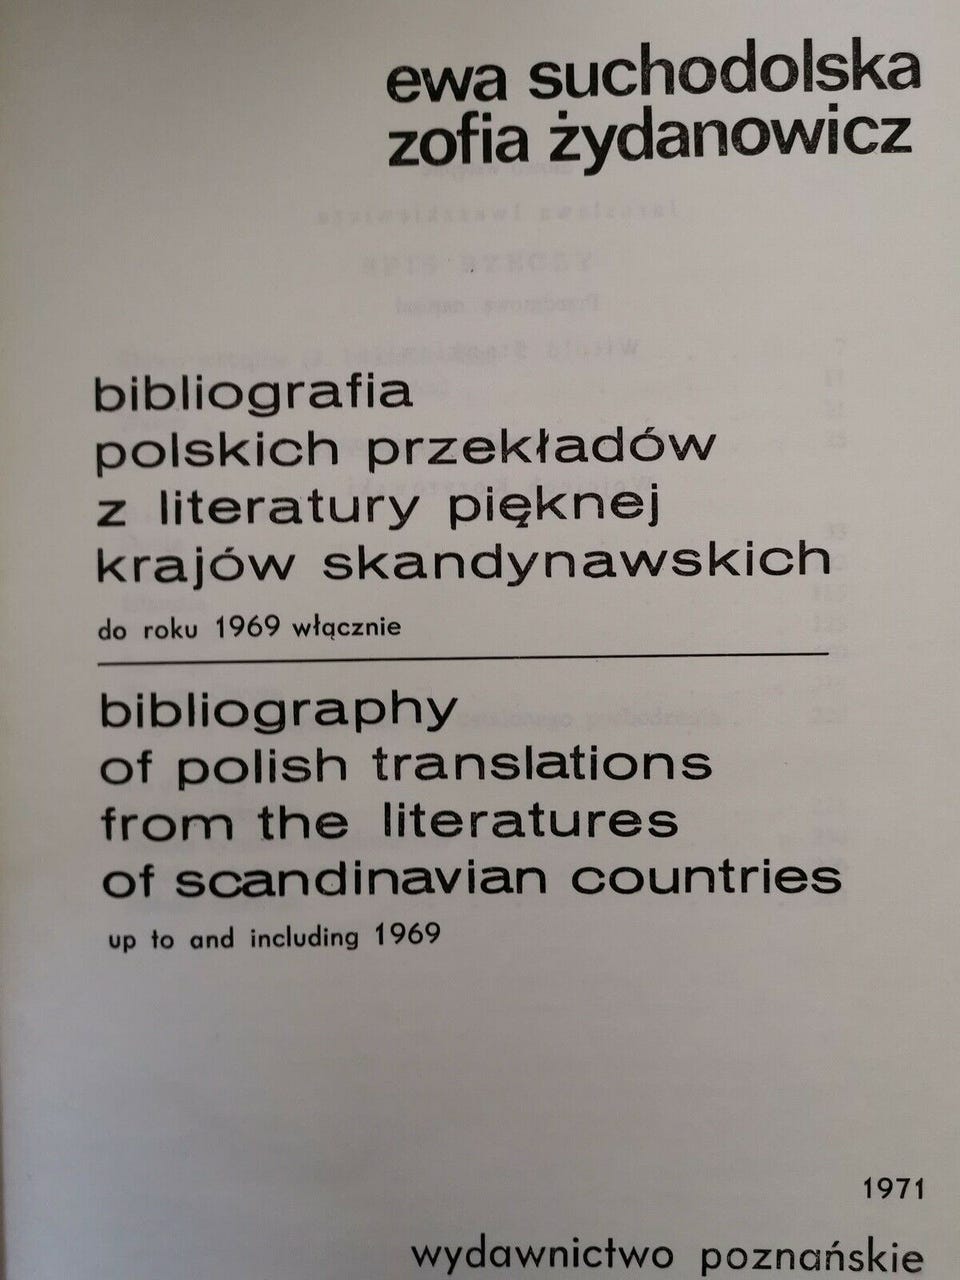 ewa suchodolska
zofia żydanowicz
bibliografia
polskich przekładów
z literatury pięknej
krajów skandynawskich
do roku 1969 włącznie
bibliography
of polish translations
from the literatures
of scandinavian countries
up to and including 1969
1971
wydawnictwo poznańskie